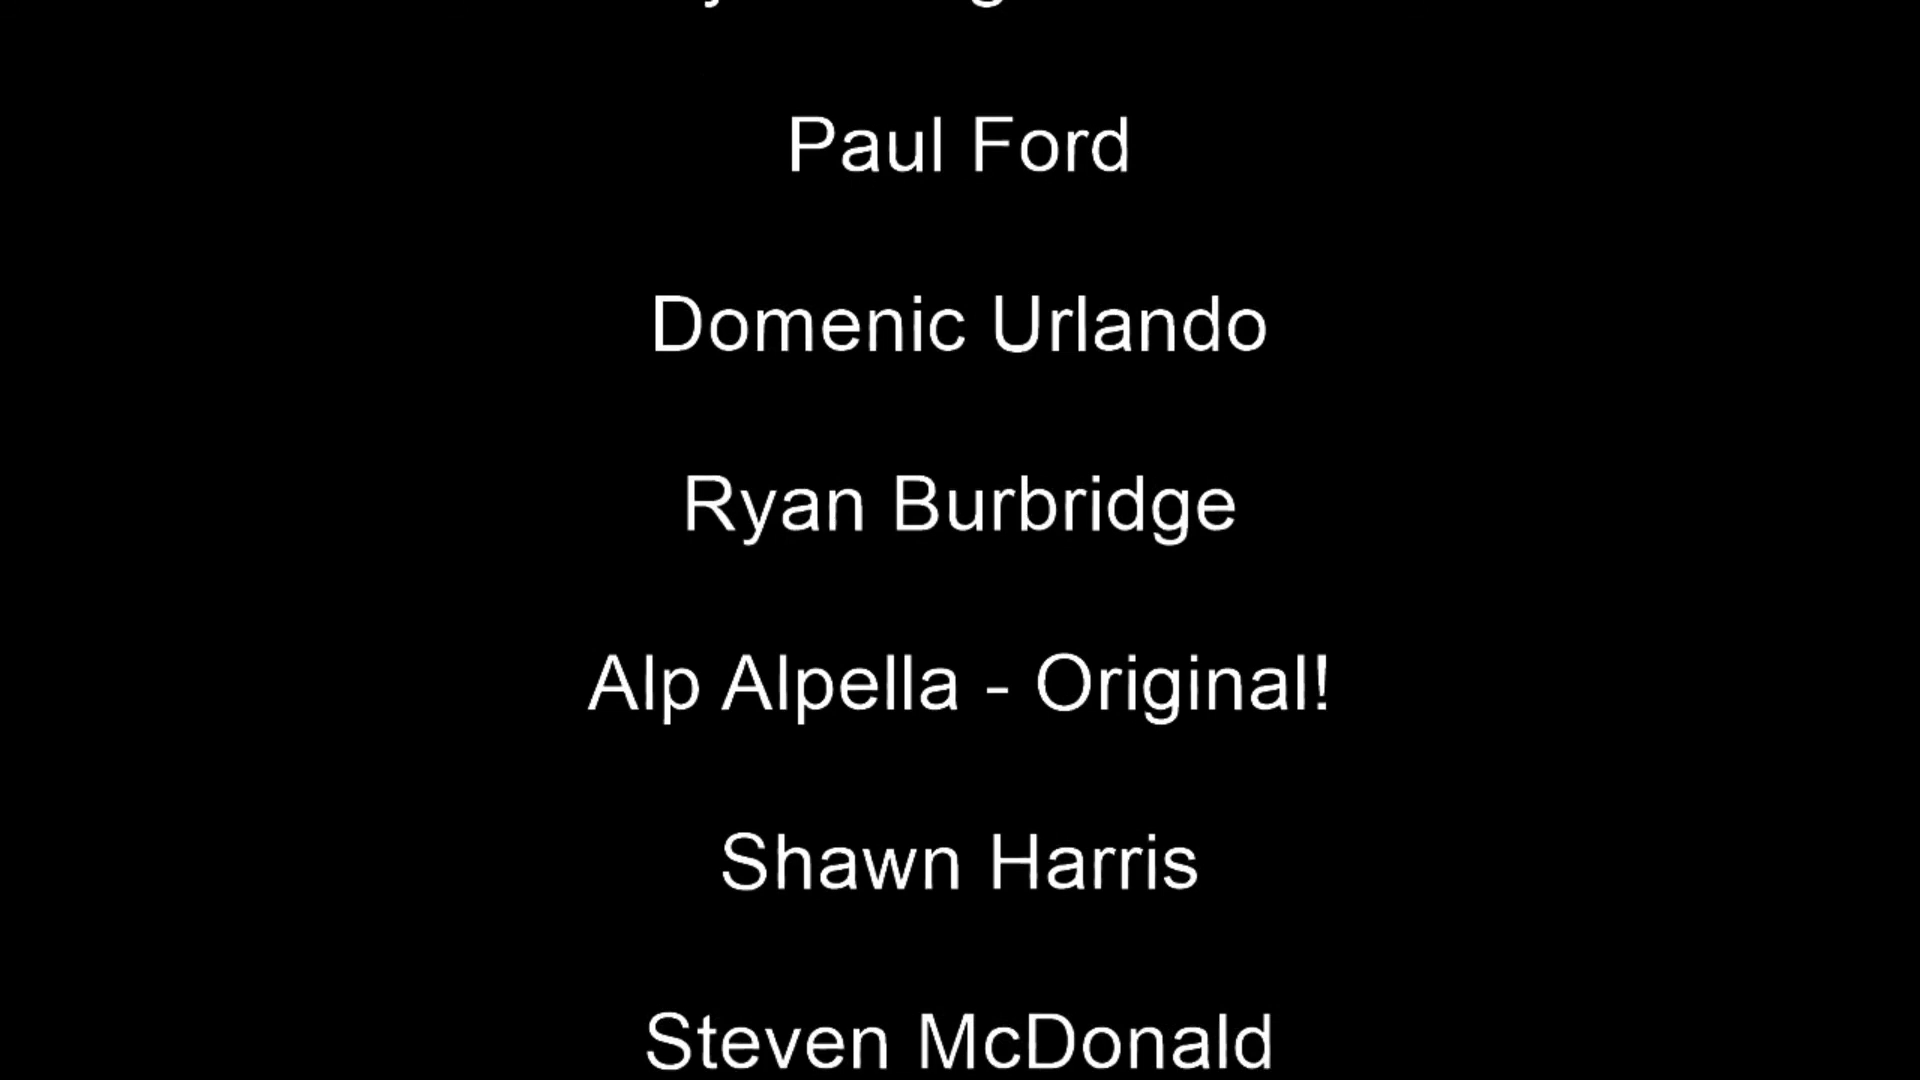 Paul Ford
Domenic Urlando
Ryan Burbridge
Alp Alpella - Original!
Shawn Harris
Steven McDonald